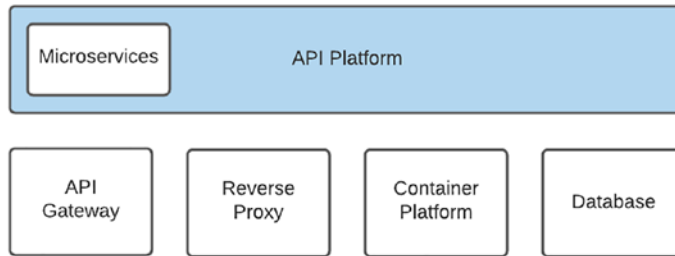 Microservices
API Platform
API
Gateway
Reverse
Proxy
Container
Platform
Database